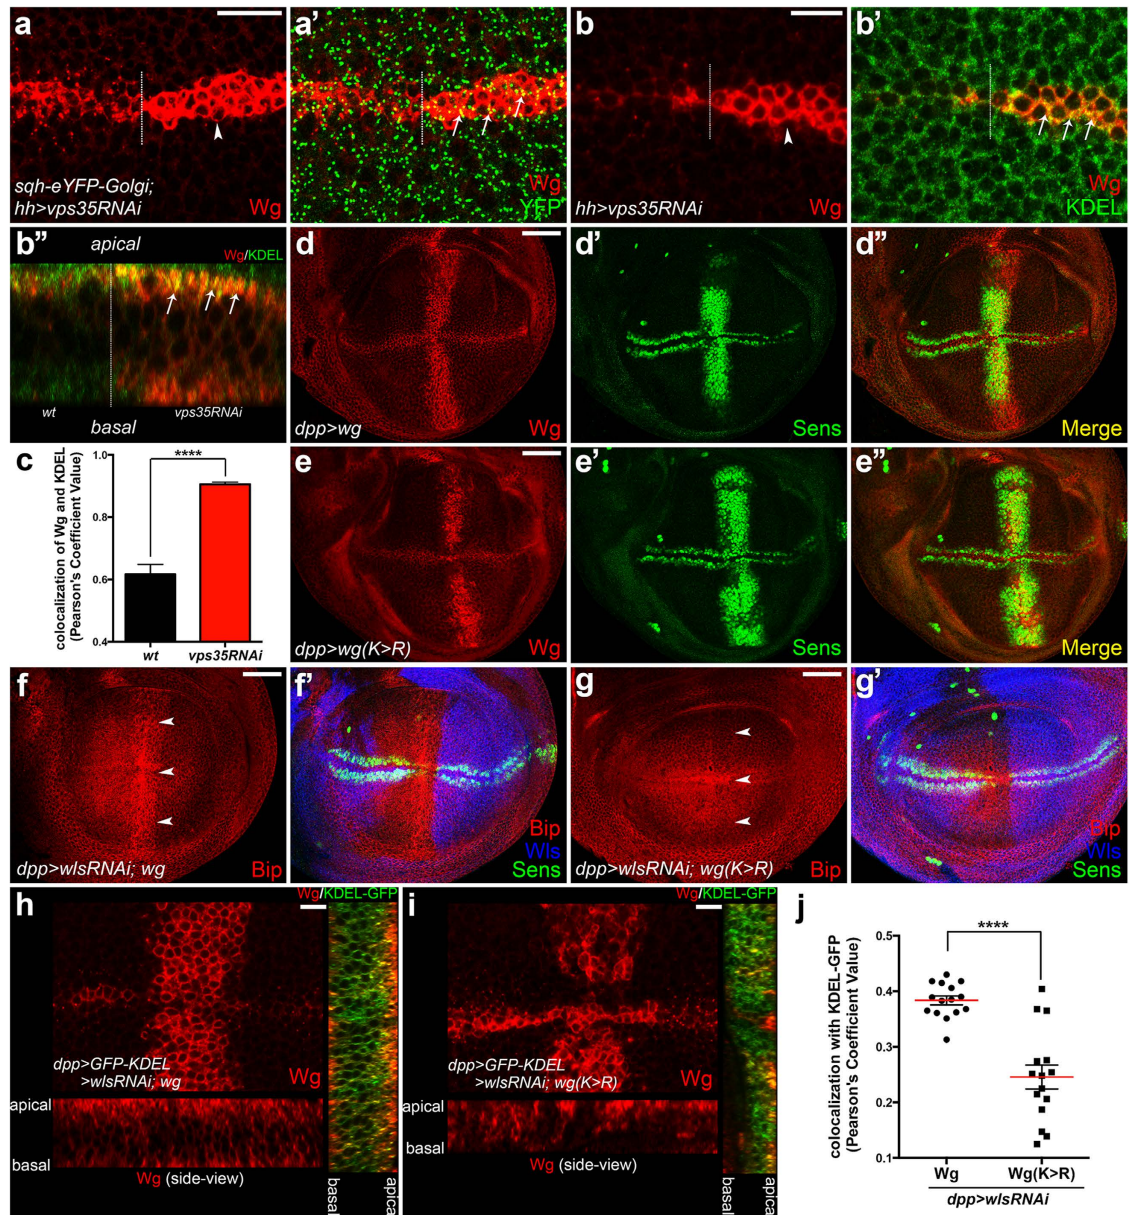 a
sqh-eYFP-Golgi;
hh>vps35RNAi
Wg
a'
Wg
YFP
b
hh>vps35RNAi
Wg
b'
Wg
KDEL
b"
apical
Wg/KDEL
wt
vps35RNAi
basal
d
dpp>wg
Wg
d'
Sens
d"
Merge
c
colocalization of Wg and KDEL
(Pearson's Coefficient Value)
1.0
0.8
0.6
0.4
****
wt
vps35RNAi
e
dpp>wg(K>R)
Wg
e'
Sens
e"
Merge
f
dpp>wlsRNAi; wg
Bip
f'
Bip
Wls
Sens
g
dpp>wlsRNAi; wg(K>R)
Bip
g'
Bip
Wls
Sens
h
Wg/KDEL-GFP
dpp>GFP-KDEL
>wlsRNAi; wg
Wg
apical
basal
Wg (side-view)
basal
apical
i
Wg/KDEL-GFP
dpp>GFP-KDEL
>wlsRNAi; wg(K>R)
Wg
apical
basal
Wg (side-view)
basal
apical
j
colocalization with KDEL-GFP
(Pearson's Coefficient Value)
0.5
0.4
0.3
0.2
0.1
****
Wg
Wg(K>R)
dpp>wlsRNAi